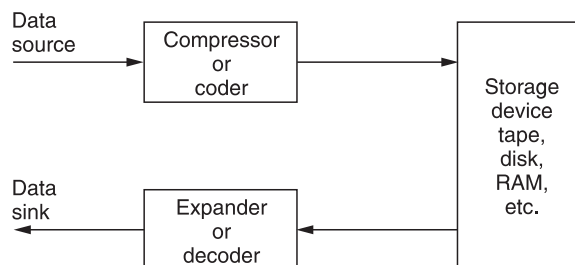 Data
source
Compressor
or
coder
Storage
device
tape,
disk,
RAM,
etc.
Data
sink
Expander
or
decoder